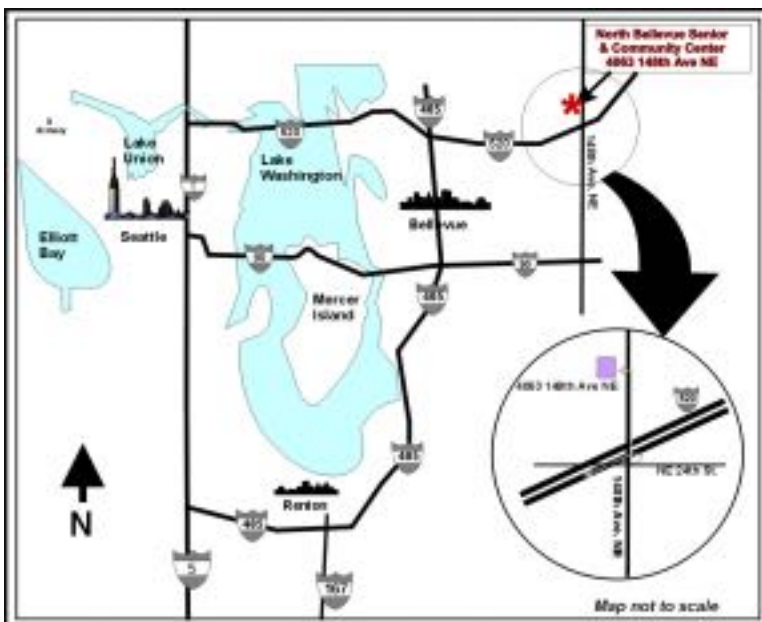 North Bellevue Senior
& Community Center
4063 148th Ave NE
405
520
520
Lake
Union
Lake
Washington
5
148th Ave, NE
Bellevue
Elliott
Bay
Seattle
90
90
Mercer
Island
405
4063 148th Ave NE
520
405
NE 24th St.
N
Renton
405
148th Ave, NE
5
167
Map not to scale